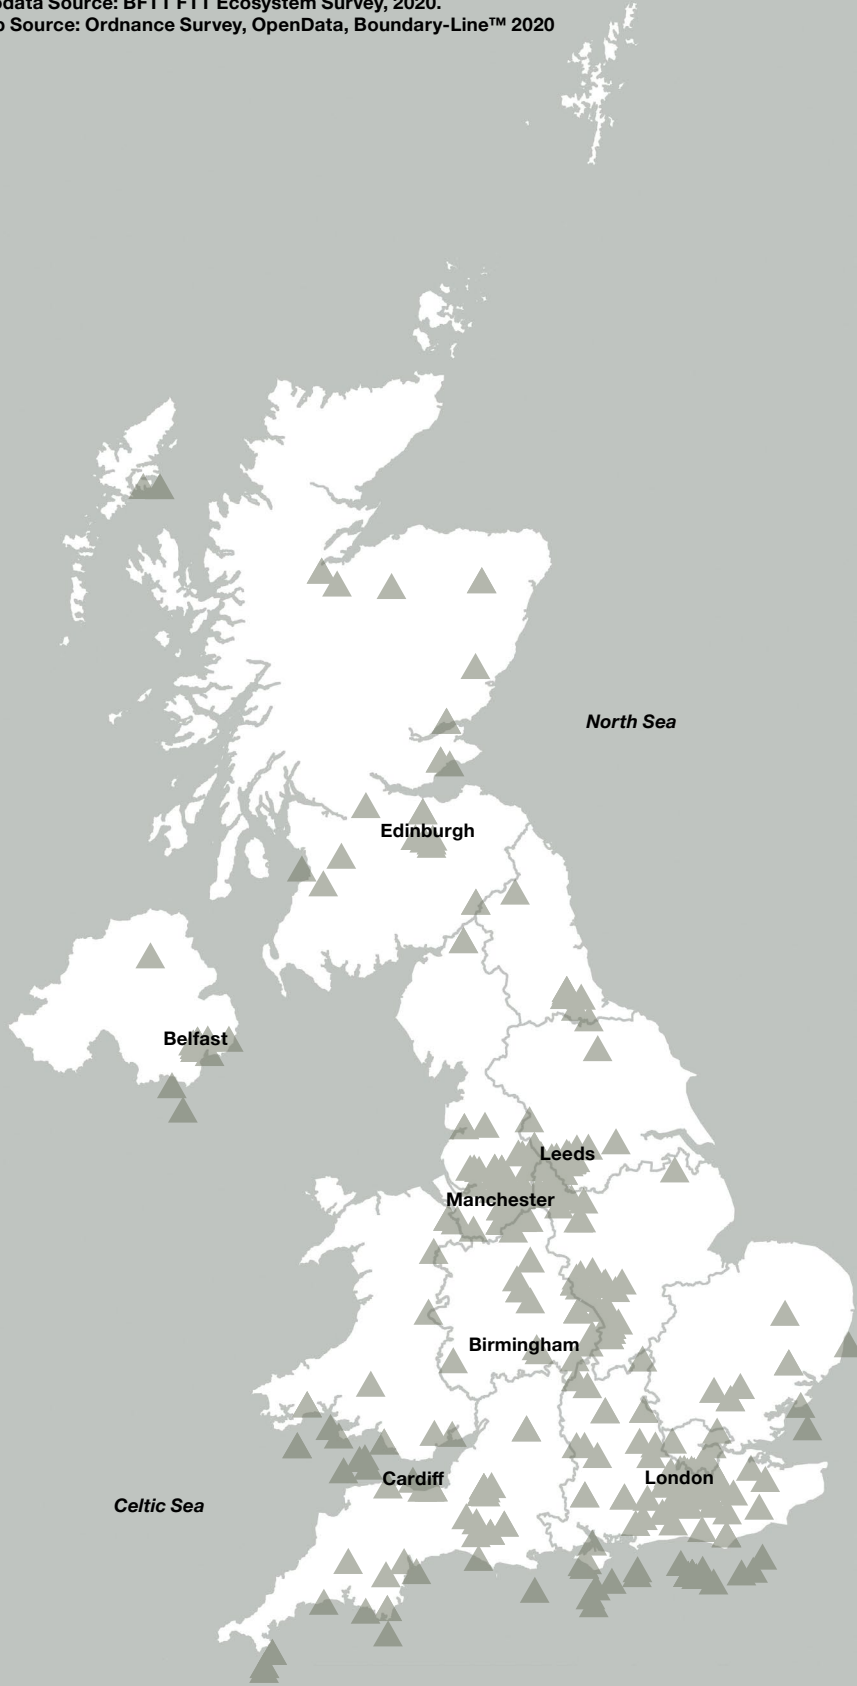 data Source: BFTT FTT Ecosystem Survey, 2020.
Source: Ordnance Survey, OpenData, Boundary-Line™ 2020
North Sea
Edinburgh
Belfast
Leeds
Manchester
Birmingham
Cardiff
London
Celtic Sea